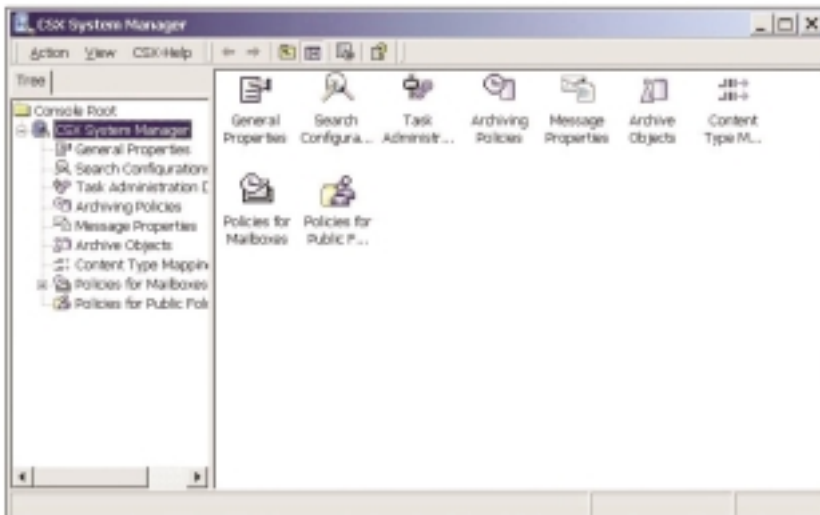 CSX System Manager
Action View CSX-Help
Tree
Console Root
CSX System Manager
General Properties
Search Configuration
Task Administration D
Archiving Policies
Message Properties
Archive Objects
Content Type Mappin
Policies for Mailboxes
Policies for Public Fol
General
Properties
Search
Configura...
Task
Administr...
Archiving
Policies
Message
Properties
Archive
Objects
Content
Type M...
Policies for
Mailboxes
Policies for
Public F...